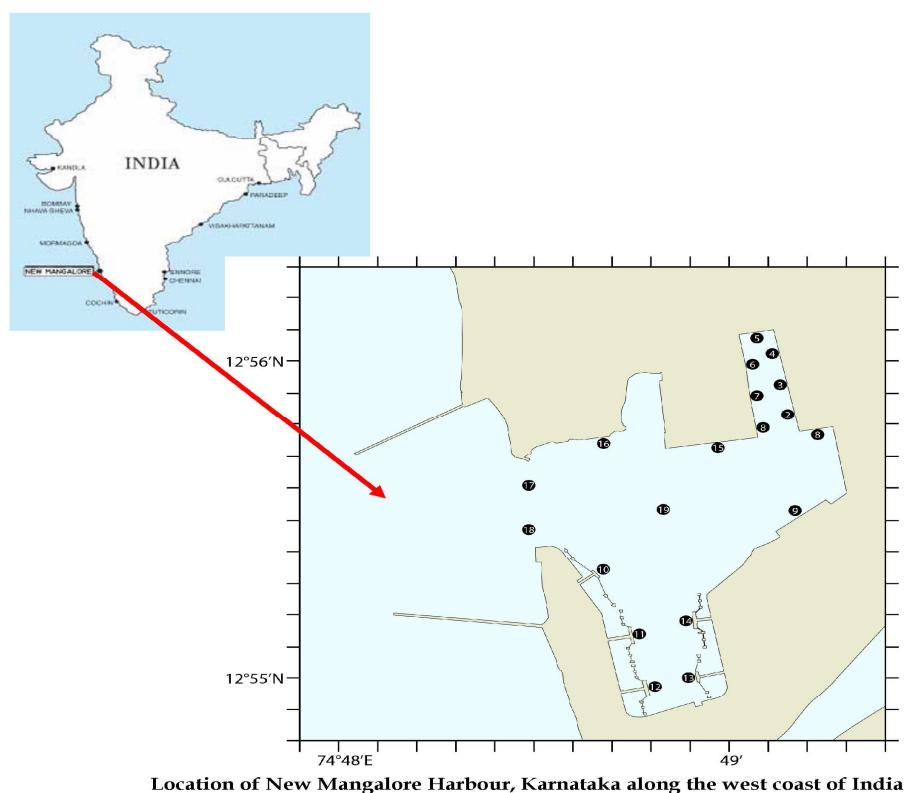 INDIA
KANDLA
CULCUTTA
PARADEEP
BOMBAY
NHAVA-SHEVA
VISAKHAPATTANAM
MORMAGOA
NEW MANGALORE
ENNORE
CHENNAI
COCHIN
TUTICORIN
12°56'N
5
4
6
3
7
2
8
8
16
15
17
19
9
18
10
14
11
12°55'N
13
12
74°48'E
49'
Location of New Mangalore Harbour, Karnataka along the west coast of India